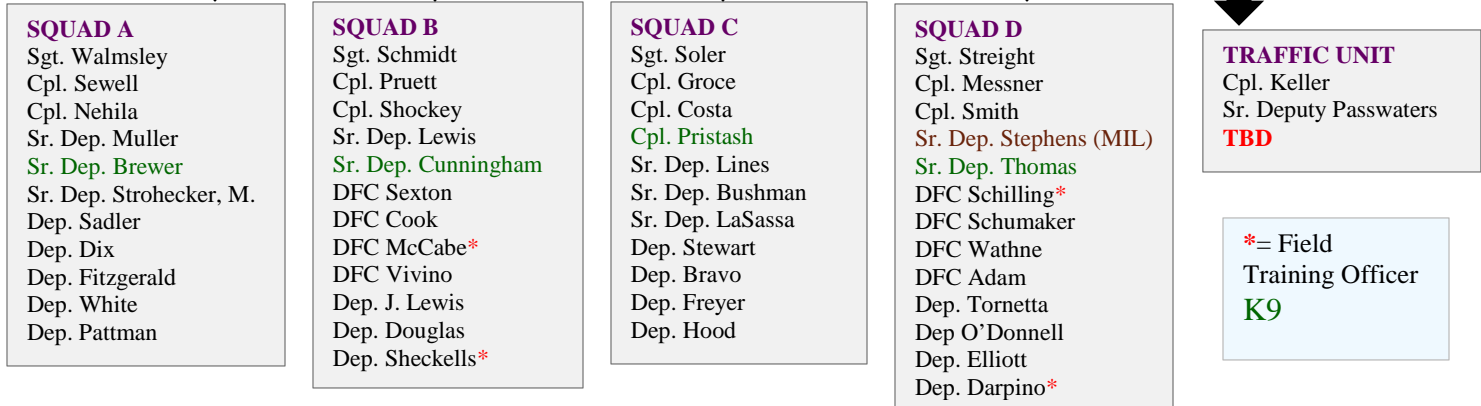 SQUAD A
Sgt. Walmsley
Cpl. Sewell
Cpl. Nehila
Sr. Dep. Muller
Sr. Dep. Brewer
Sr. Dep. Strohecker, M.
Dep. Sadler
Dep. Dix
Dep. Fitzgerald
Dep. White
Dep. Pattman
SQUAD B
Sgt. Schmidt
Cpl. Pruett
Cpl. Shockey
Sr. Dep. Lewis
Sr. Dep. Cunningham
DFC Sexton
DFC Cook
DFC McCabe*
DFC Vivino
Dep. J. Lewis
Dep. Douglas
Dep. Sheckells*
SQUAD C
Sgt. Soler
Cpl. Groce
Cpl. Costa
Cpl. Pristash
Sr. Dep. Lines
Sr. Dep. Bushman
Sr. Dep. LaSassa
Dep. Stewart
Dep. Bravo
Dep. Freyer
Dep. Hood
SQUAD D
Sgt. Streight
Cpl. Messner
Cpl. Smith
Sr. Dep. Stephens (MIL)
Sr. Dep. Thomas
DFC Schilling*
DFC Schumaker
DFC Wathne
DFC Adam
Dep. Tornetta
Dep O’Donnell
Dep. Elliott
Dep. Darpino*
TRAFFIC UNIT
Cpl. Keller
Sr. Deputy Passwaters
TBD
*= Field
Training Officer
K9